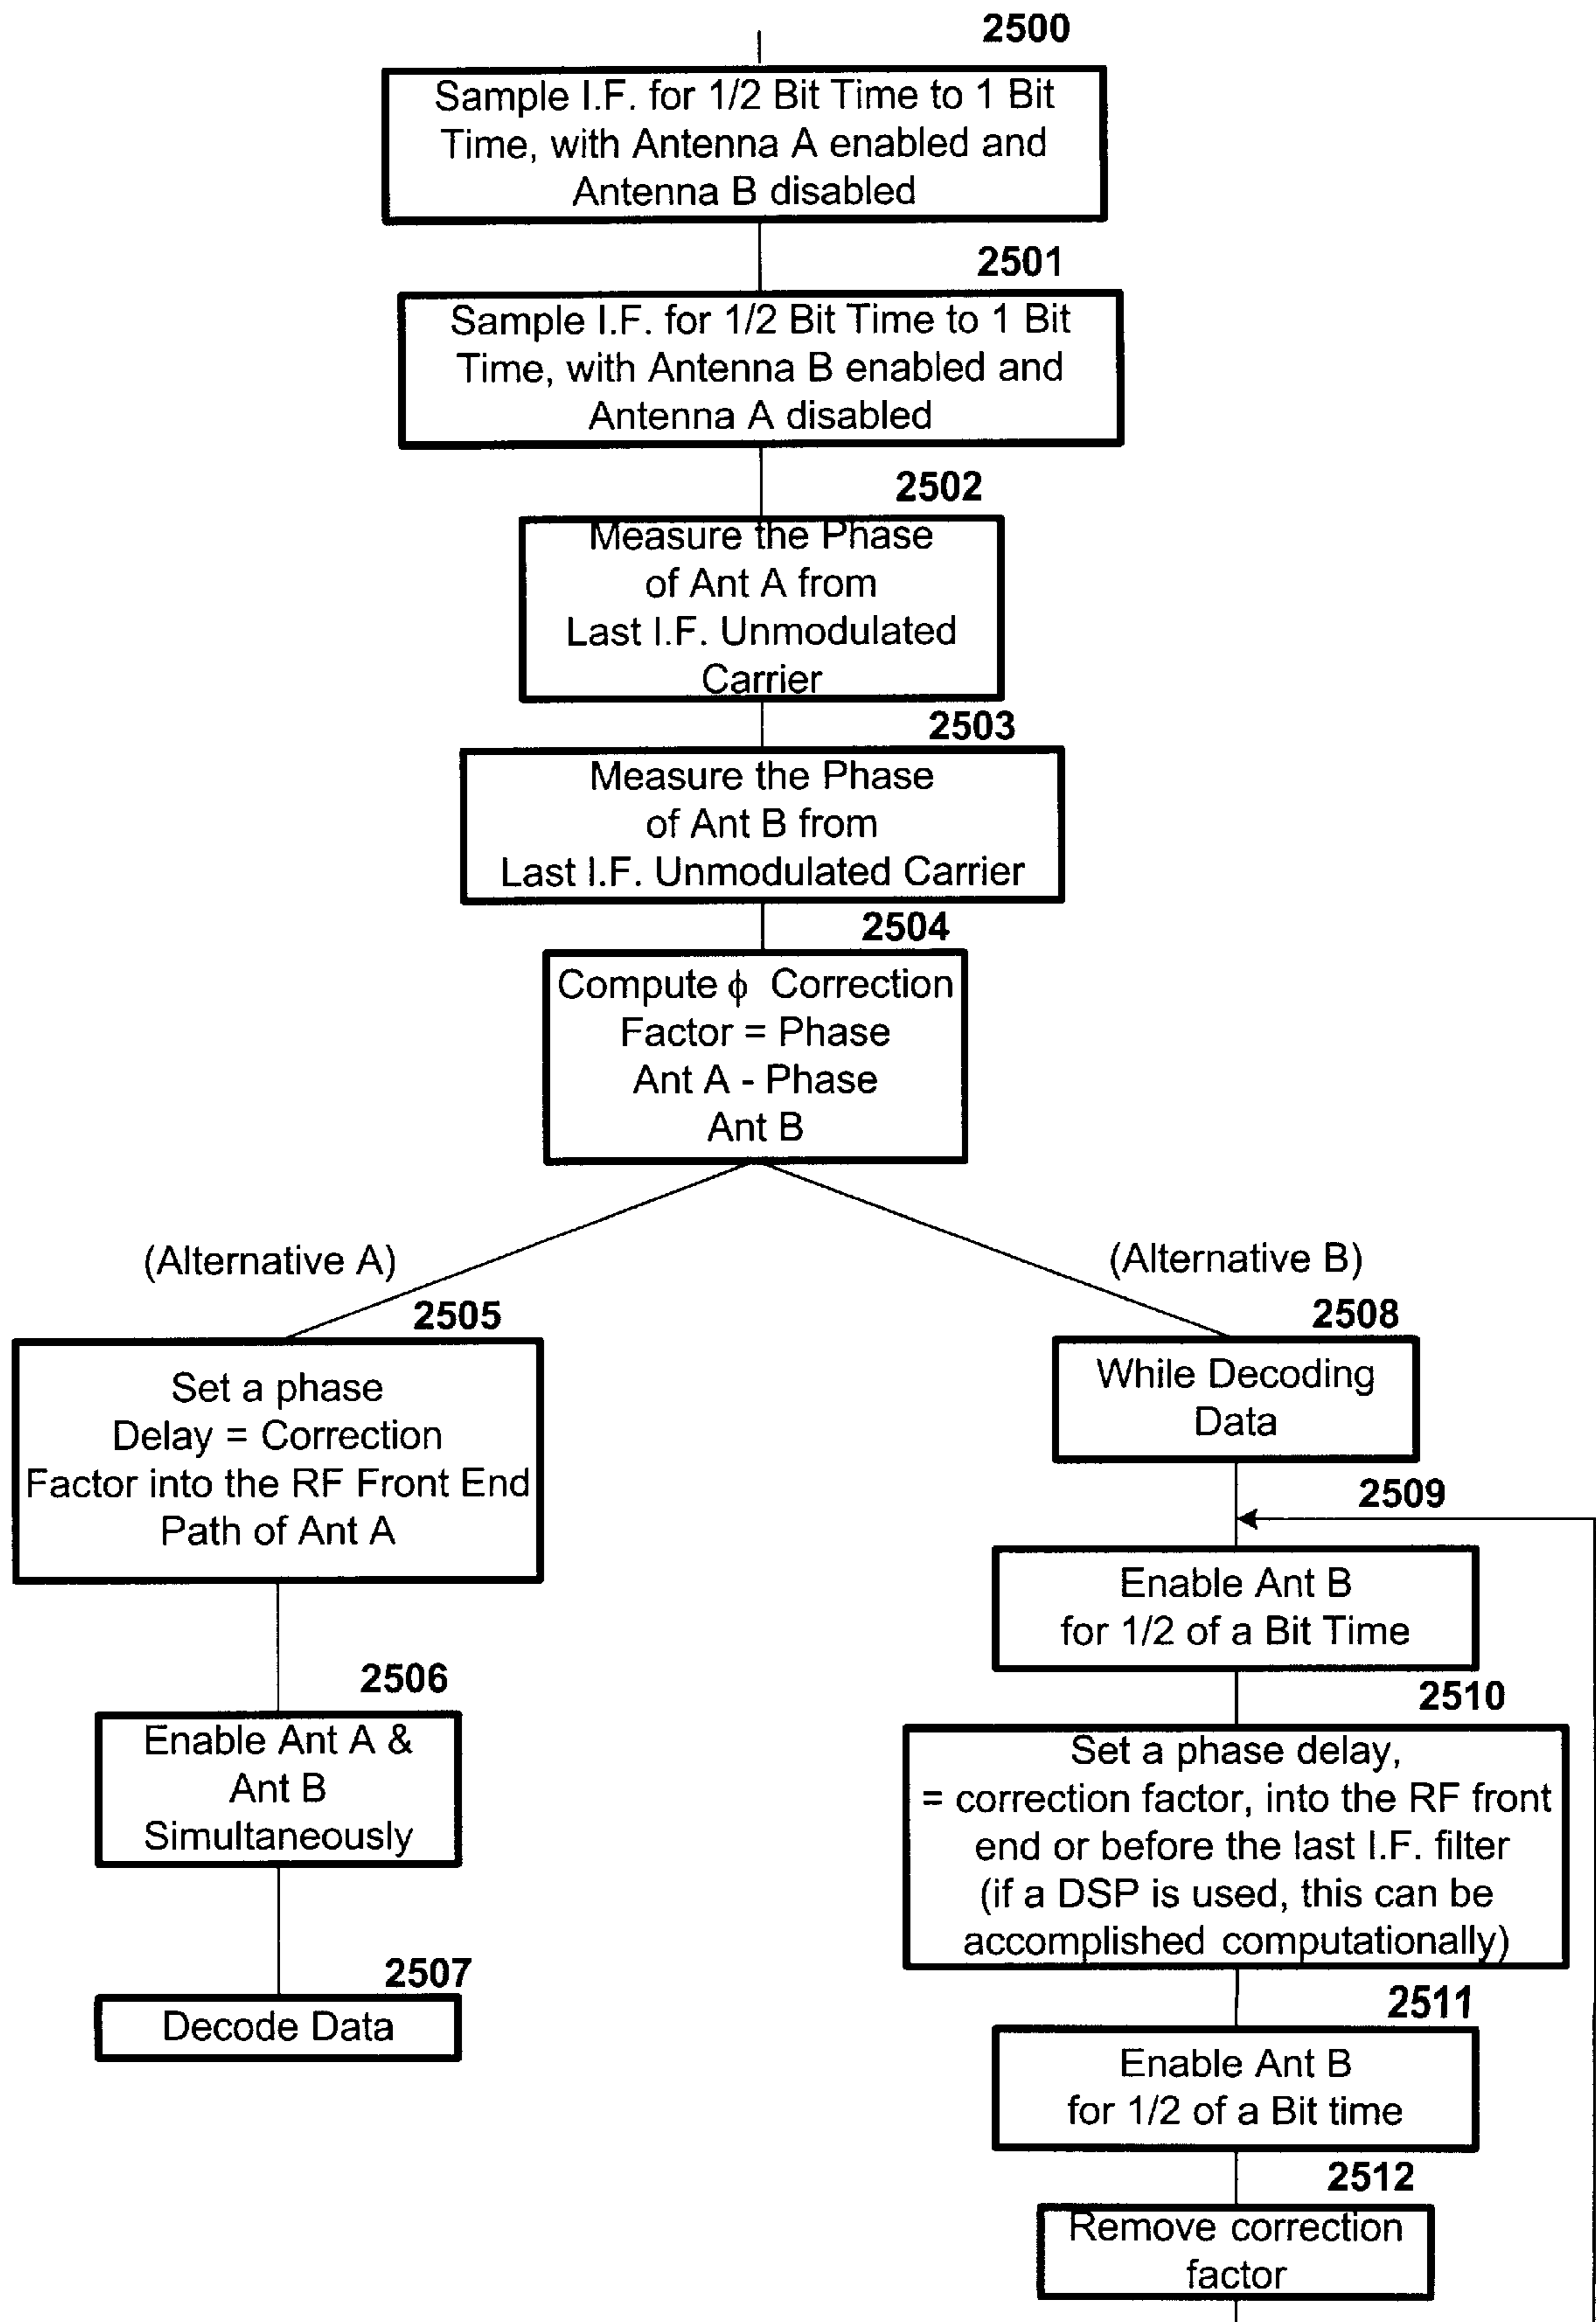 2500
Sample I.F. for 1/2 Bit Time to 1 Bit
Time, with Antenna A enabled and
Antenna B disabled
2501
Sample I.F. for 1/2 Bit Time to 1 Bit
Time, with Antenna B enabled and
Antenna A disabled
2502
Measure the Phase
of Ant A from
Last I.F. Unmodulated
Carrier
2503
Measure the Phase
of Ant B from
Last I.F. Unmodulated Carrier
2504
Compute ϕ Correction
Factor = Phase
Ant A - Phase
Ant B
(Alternative A)
2505
Set a phase
Delay = Correction
Factor into the RF Front End
Path of Ant A
2506
Enable Ant A &
Ant B
Simultaneously
2507
Decode Data
(Alternative B)
2508
While Decoding
Data
2509
Enable Ant B
for 1/2 of a Bit Time
2510
Set a phase delay,
= correction factor, into the RF front
end or before the last I.F. filter
(if a DSP is used, this can be
accomplished computationally)
2511
Enable Ant B
for 1/2 of a Bit time
2512
Remove correction
factor